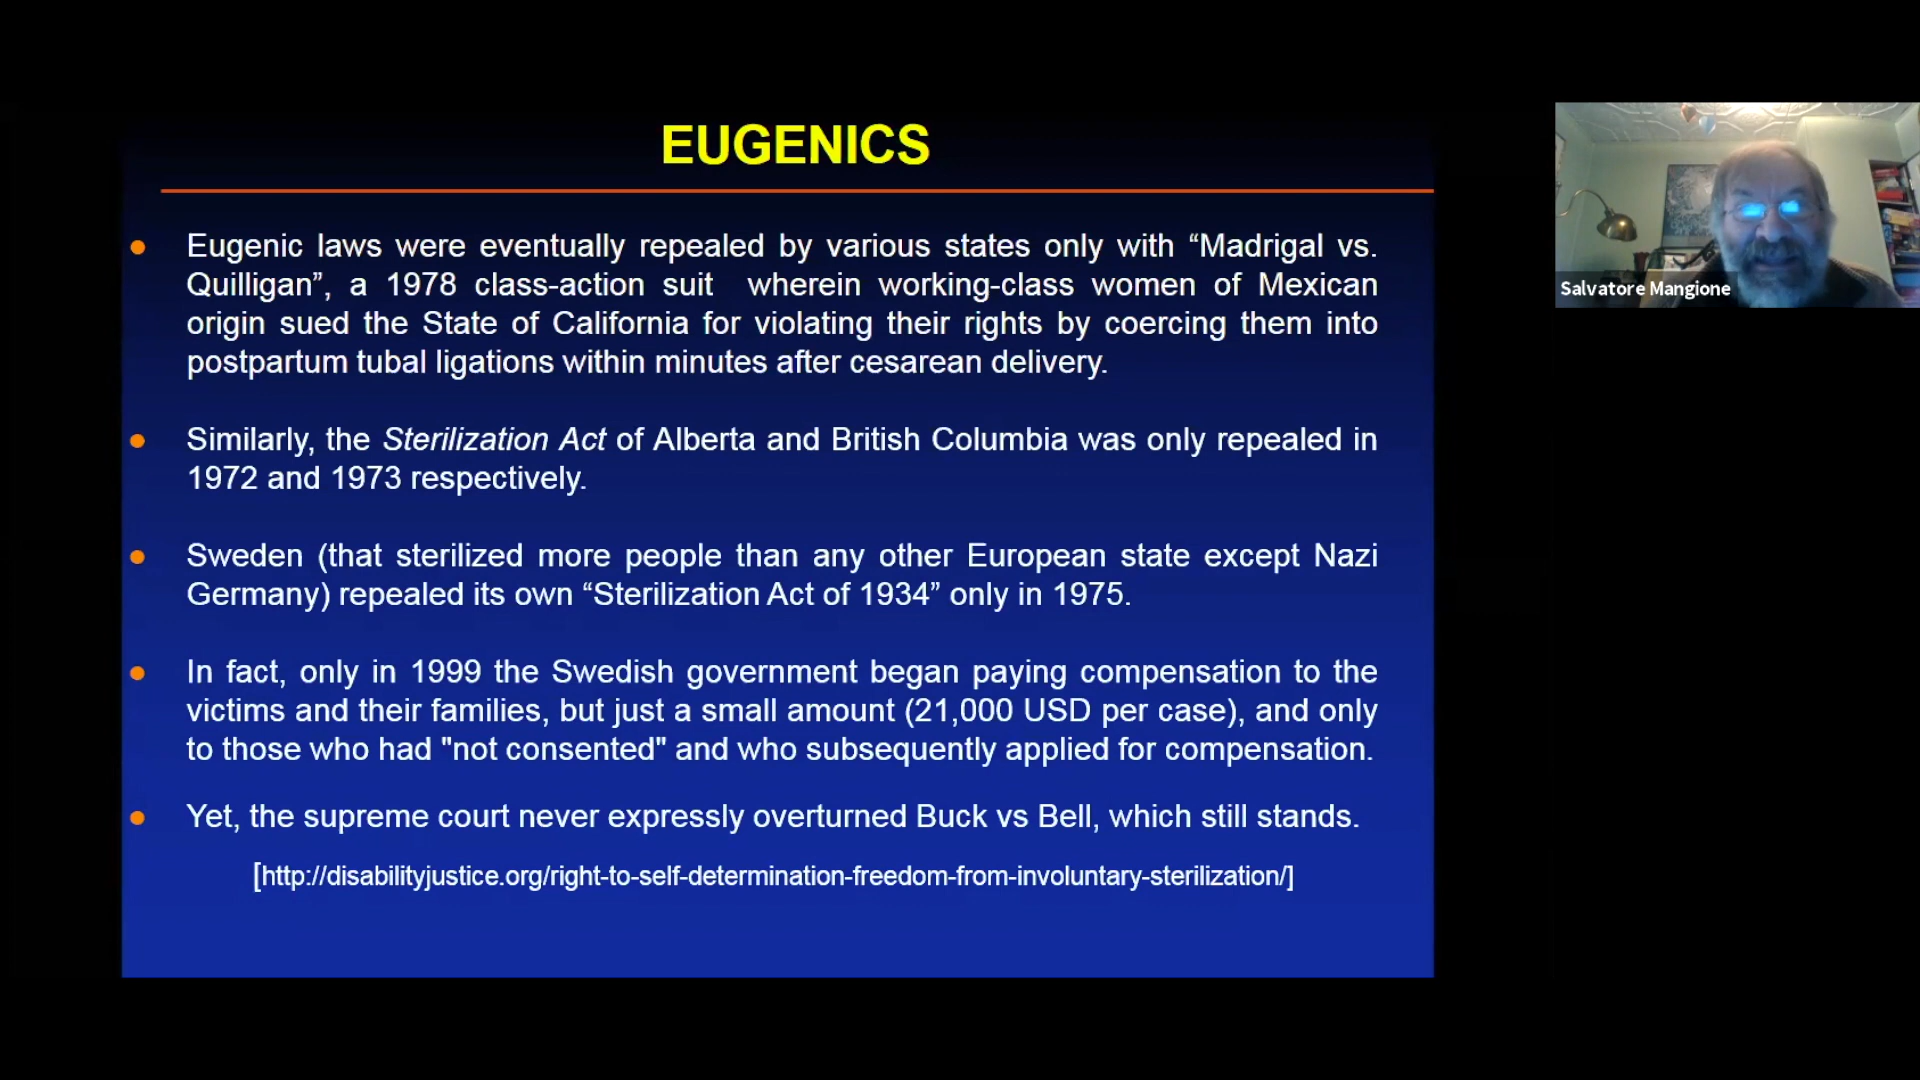 EUGENICS
Eugenic laws were eventually repealed by various states only with “Madrigal vs.
Quilligan”, a 1978 class-action suit wherein working-class women of Mexican
origin sued the State of California for violating their rights by coercing them into
postpartum tubal ligations within minutes after cesarean delivery.
Similarly, the Sterilization Act of Alberta and British Columbia was only repealed in
1972 and 1973 respectively.
Sweden (that sterilized more people than any other European state except Nazi
Germany) repealed its own “Sterilization Act of 1934” only in 1975.
In fact, only in 1999 the Swedish government began paying compensation to the
victims and their families, but just a small amount (21,000 USD per case), and only
to those who had "not consented" and who subsequently applied for compensation.
Yet, the supreme court never expressly overturned Buck vs Bell, which still stands.
[http://disabilityjustice.org/right-to-self-determination-freedom-from-involuntary-sterilization/]
Salvatore Mangione